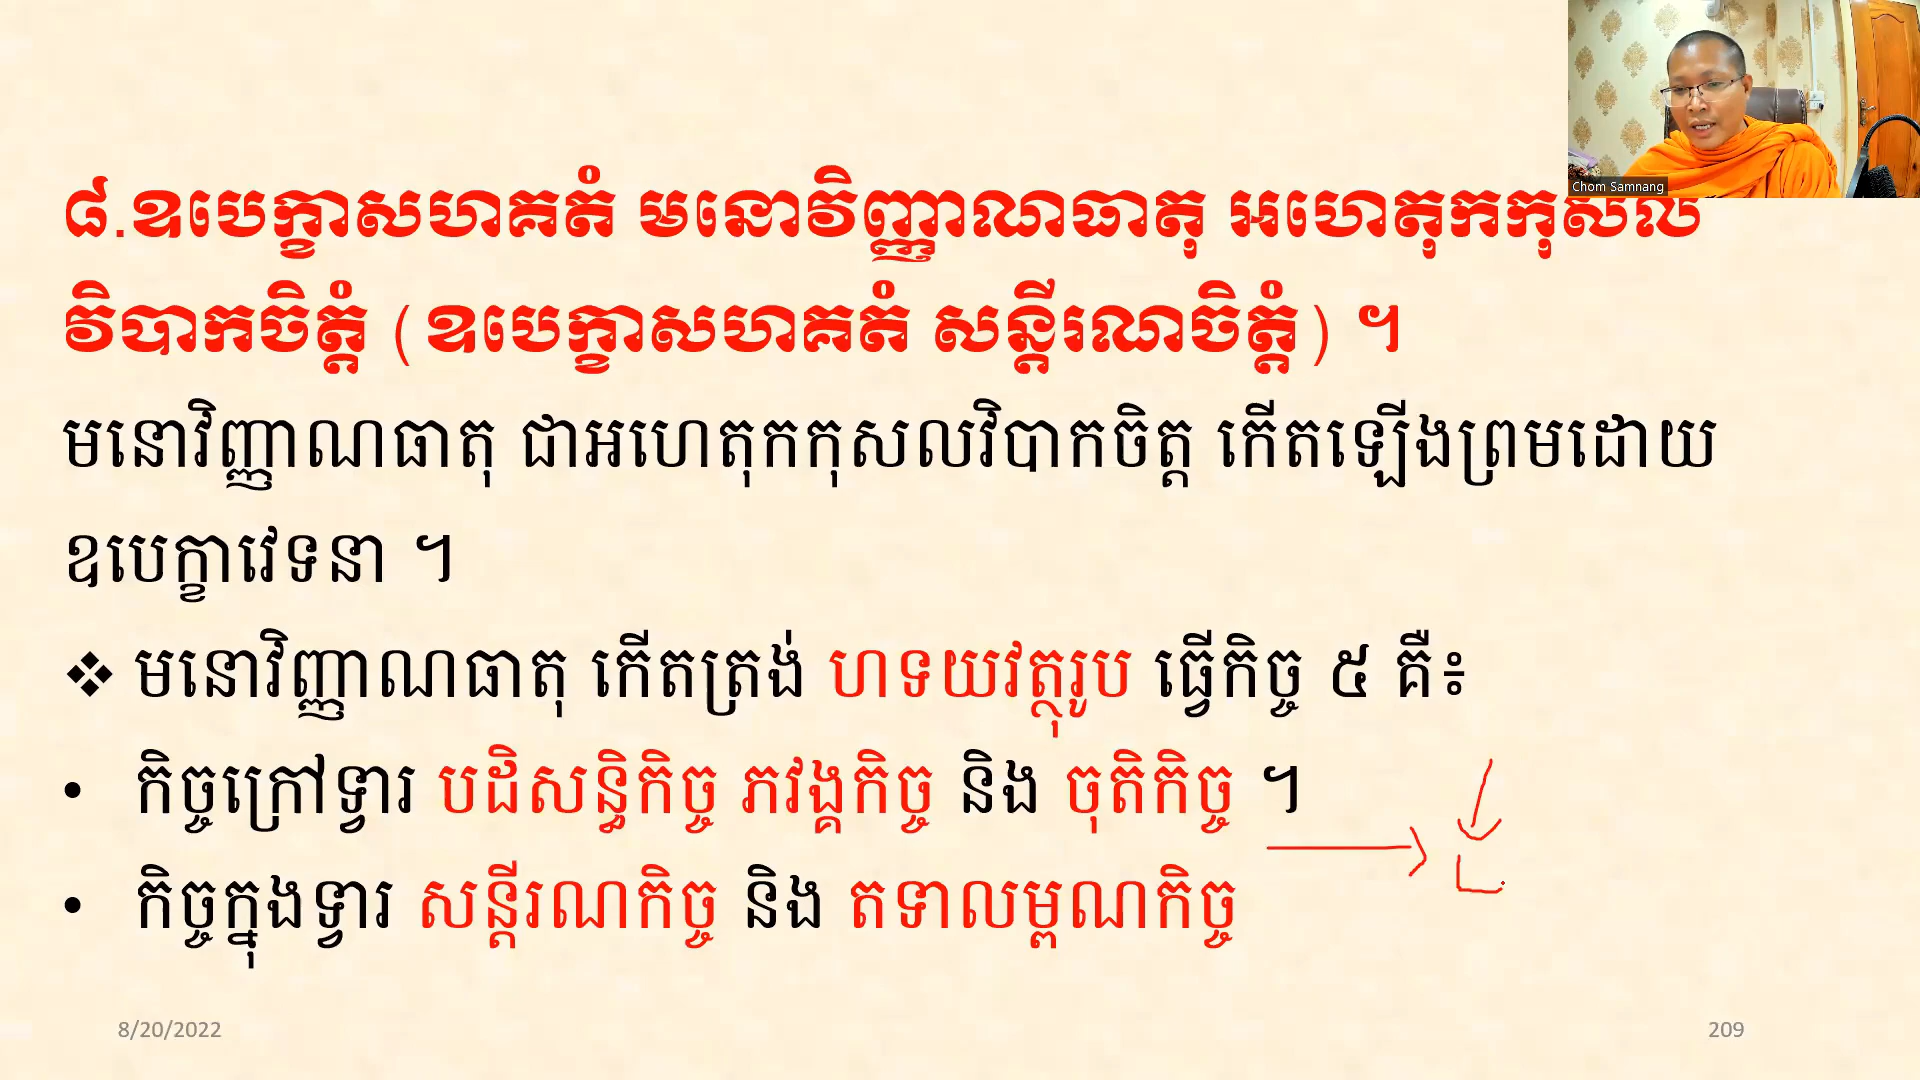 Chom Samnang
៨.ឧបេក្ខាសហគតំ មនោវិញ្ញាណធាតុ អហេតុកកុសល
វិបាកចិត្តំ (ឧបេក្ខាសហគតំ សន្តីរណចិត្តំ) ។
មនោវិញ្ញាណធាតុ ជាអហេតុកកុសលវិបាកចិត្ត កើតឡើងព្រមដោយ
ឧបេក្ខាវេទនា ។
❖ មនោវិញ្ញាណធាតុ កើតត្រង់ ហទយវត្ថុរូប ធ្វើកិច្ច ៥ គឺ៖
• កិច្ចក្រៅទ្វារ បដិសន្ធិកិច្ច ភវង្គកិច្ច និង ចុតិកិច្ច ។
• កិច្ចក្នុងទ្វារ សន្តីរណកិច្ច និង តទាលម្ពណកិច្ច
8/20/2022
209